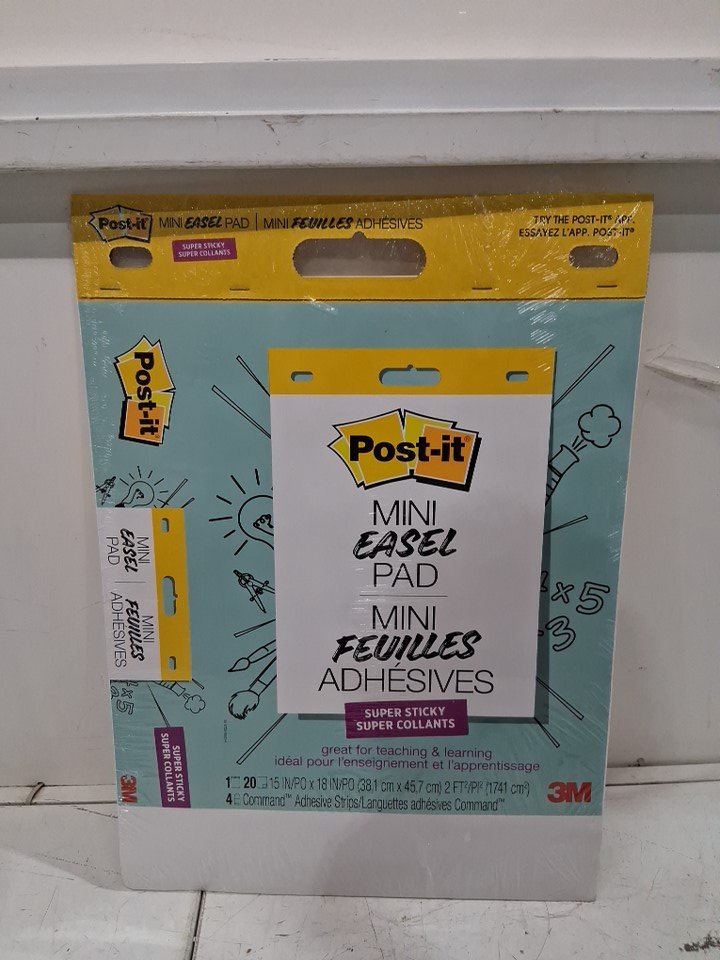 Post-it MINI EASEL PAD | MINI FEUILLES ADHÉSIVES
SUPER STICKY
SUPER COLLANTS
TRY THE POST-IT® APP.
ESSAYEZ L'APP. POST-IT®
Post-it
MINI
EASEL
PAD
MINI
FEUILLES
ADHÉSIVES
SUPER STICKY
SUPER COLLANTS
3M
Post-it®
MINI
EASEL
PAD
MINI
FEUILLES
ADHÉSIVES
SUPER STICKY
SUPER COLLANTS
x 5
3
x 5
great for teaching & learning
idéal pour l'enseignement et l'apprentissage
1 20 15 IN/PO x 18 IN/PO (38,1 cm x 45,7 cm) 2 FT²/PI² (1741 cm²)
4 Command™ Adhesive Strips/Languettes adhésives Command™
3M